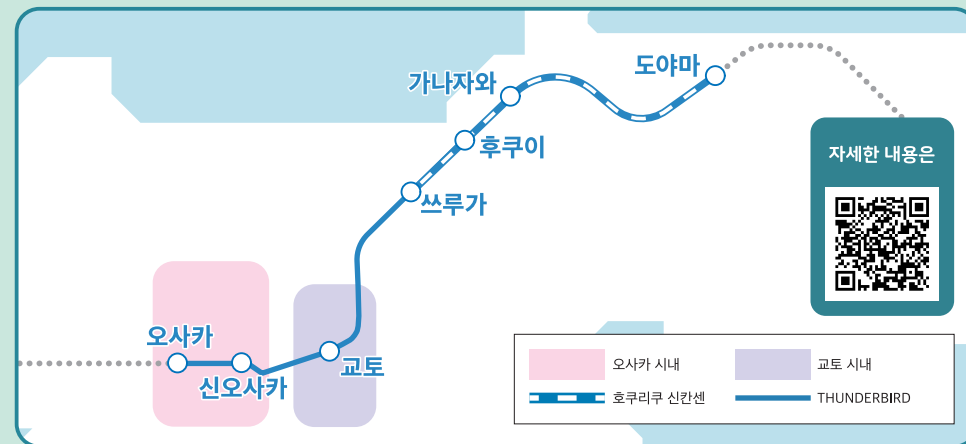 도야마
가나자와
후쿠이
쓰루가
자세한 내용은
오사카
신오사카
교토
오사카 시내
교토 시내
호쿠리쿠 신칸센
THUNDERBIRD